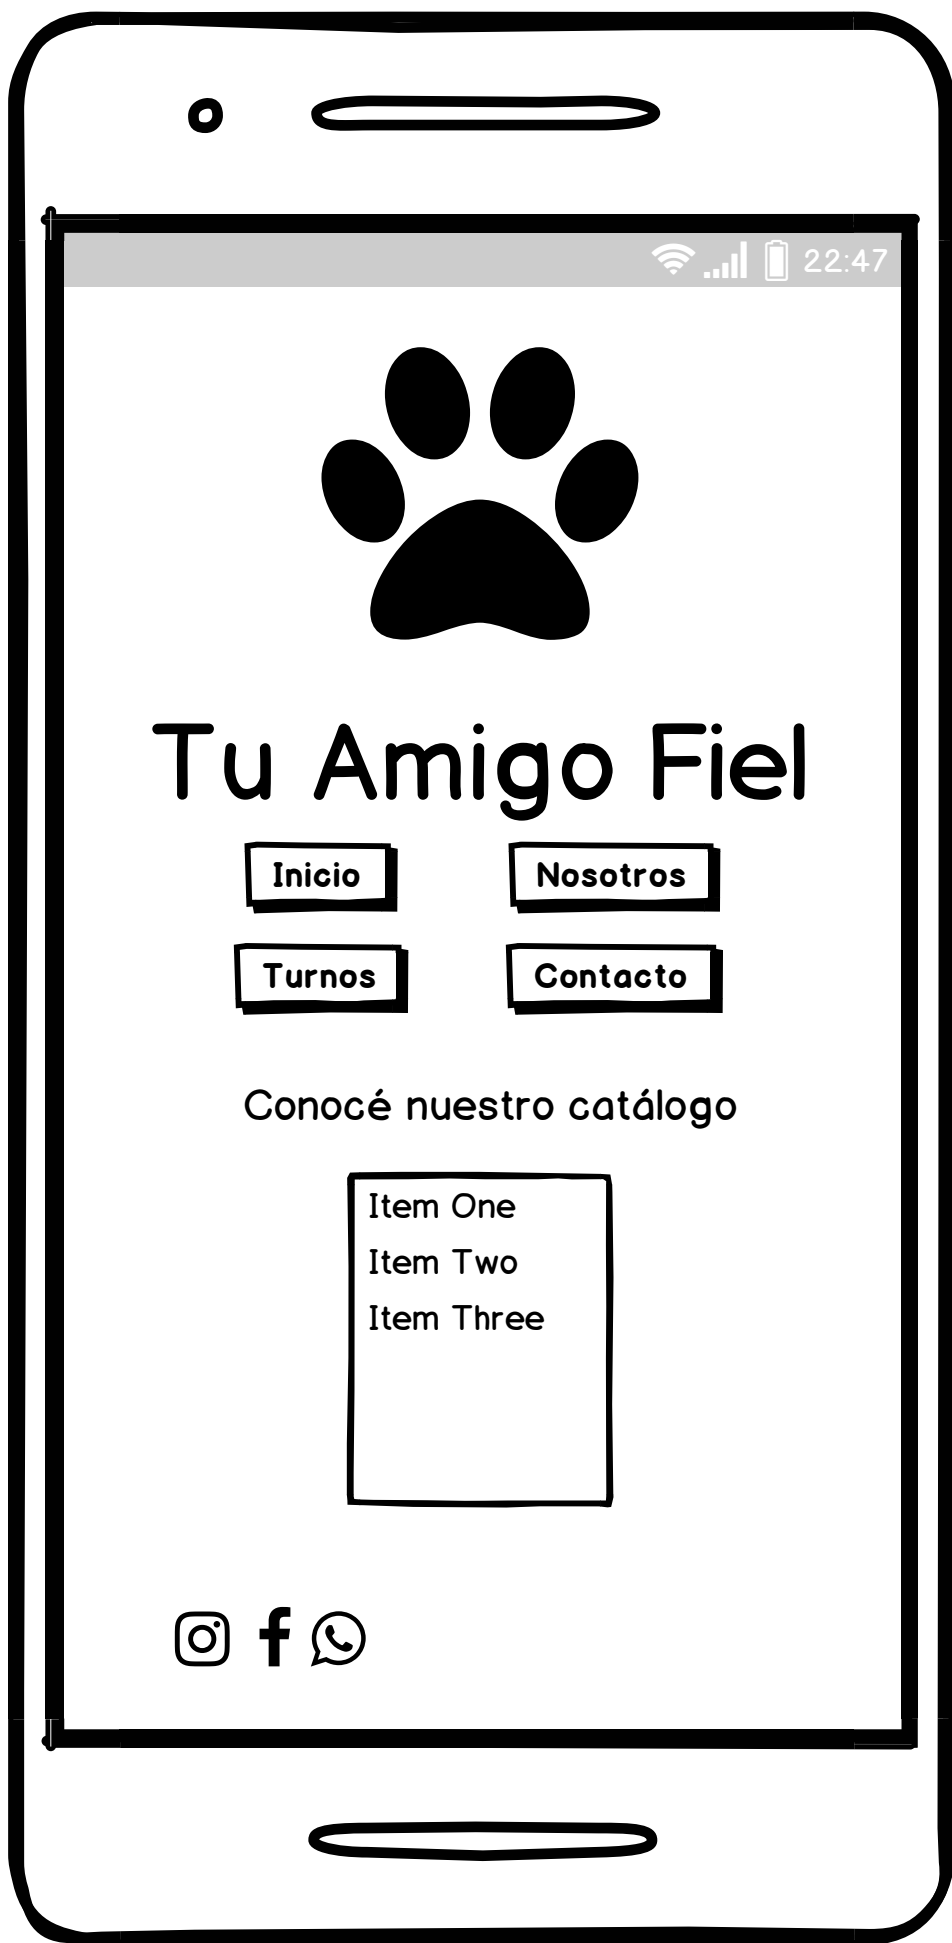 22:47
Tu Amigo Fiel
Inicio Nosotros
Turnos Contacto
Conocé nuestro catálogo
Item One
Item Two
Item Three